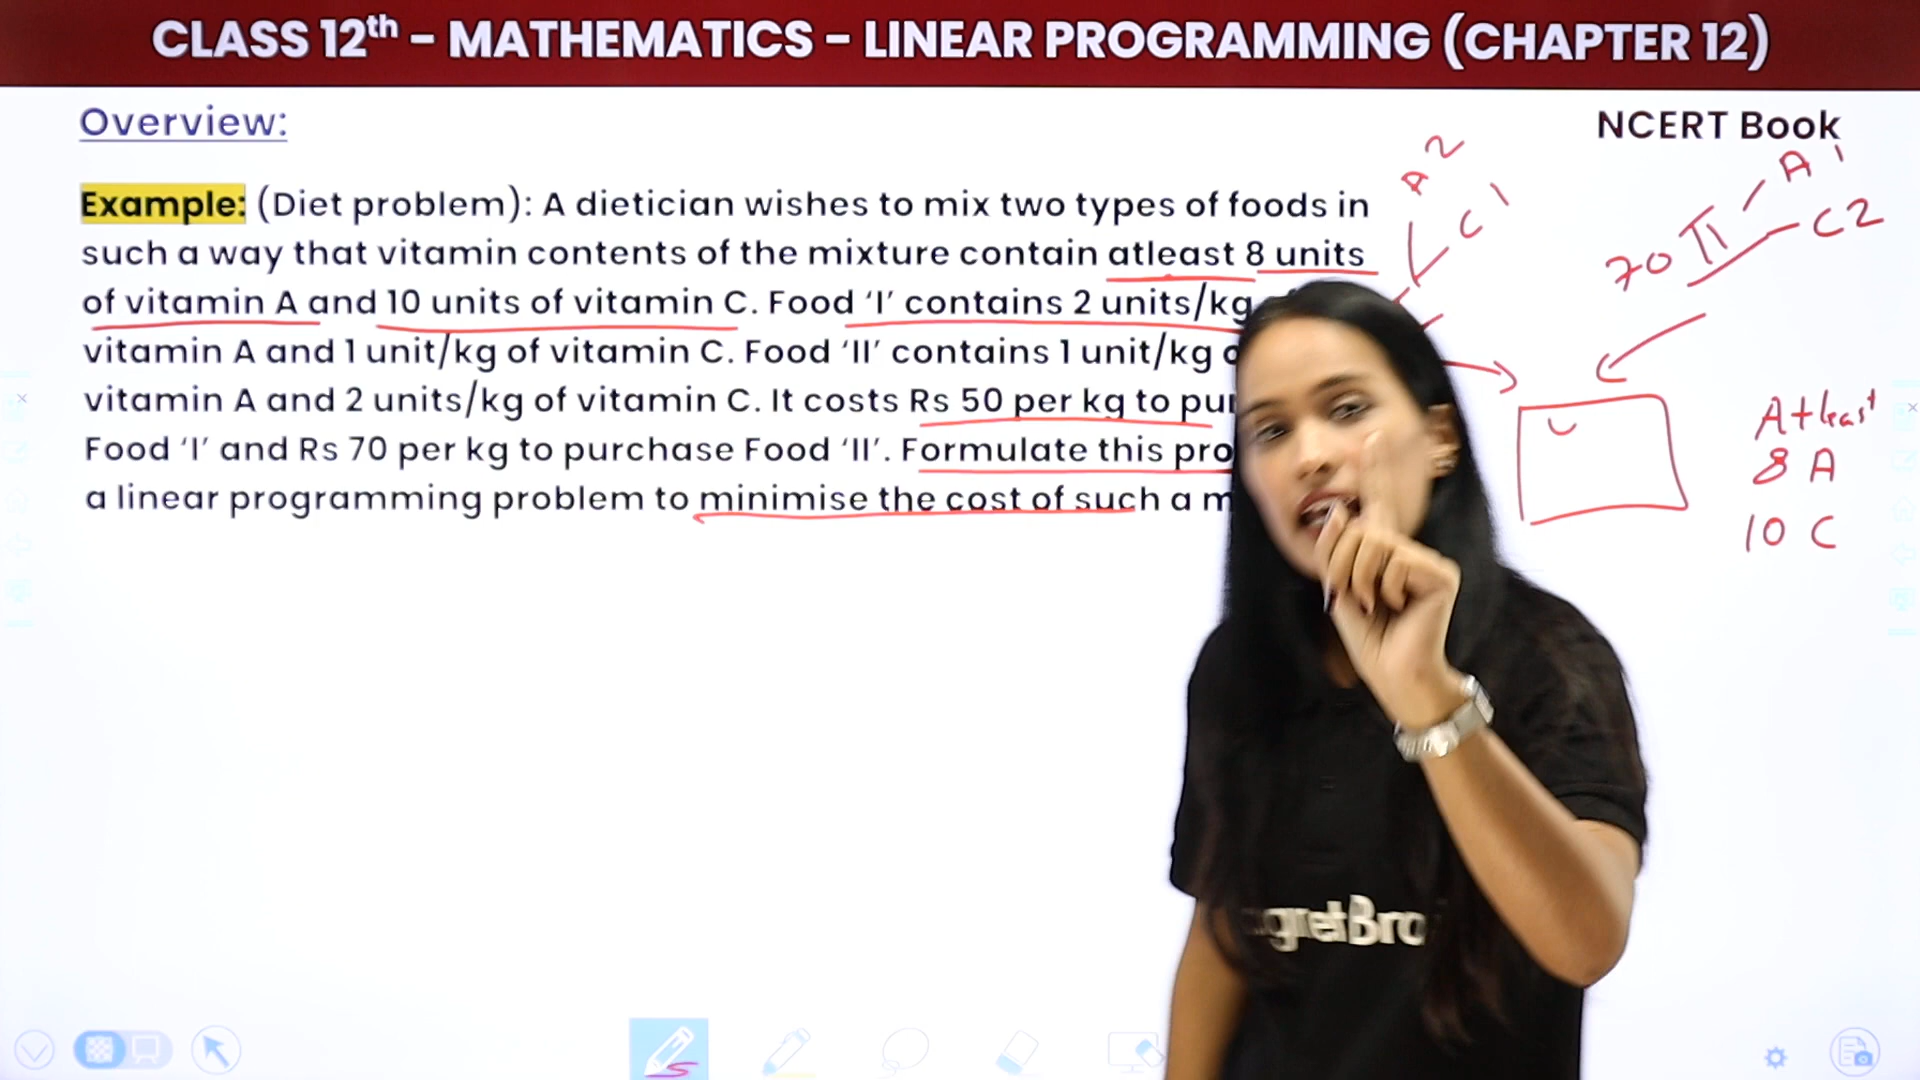 CLASS 12th - MATHEMATICS - LINEAR PROGRAMMING (CHAPTER 12)
Overview:
NCERT Book
Example: (Diet problem): A dietician wishes to mix two types of foods in
such a way that vitamin contents of the mixture contain atleast 8 units
of vitamin A and 10 units of vitamin C. Food 'I' contains 2 units/kg
vitamin A and 1 unit/kg of vitamin C. Food 'II' contains 1 unit/kg
vitamin A and 2 units/kg of vitamin C. It costs Rs 50 per kg to
Food 'I' and Rs 70 per kg to purchase Food 'II'. Formulate this
a linear programming problem to minimise the cost of such a
A 2
C 1
A 1
70 II C2
Atleast
8 A
10 C
gretBro